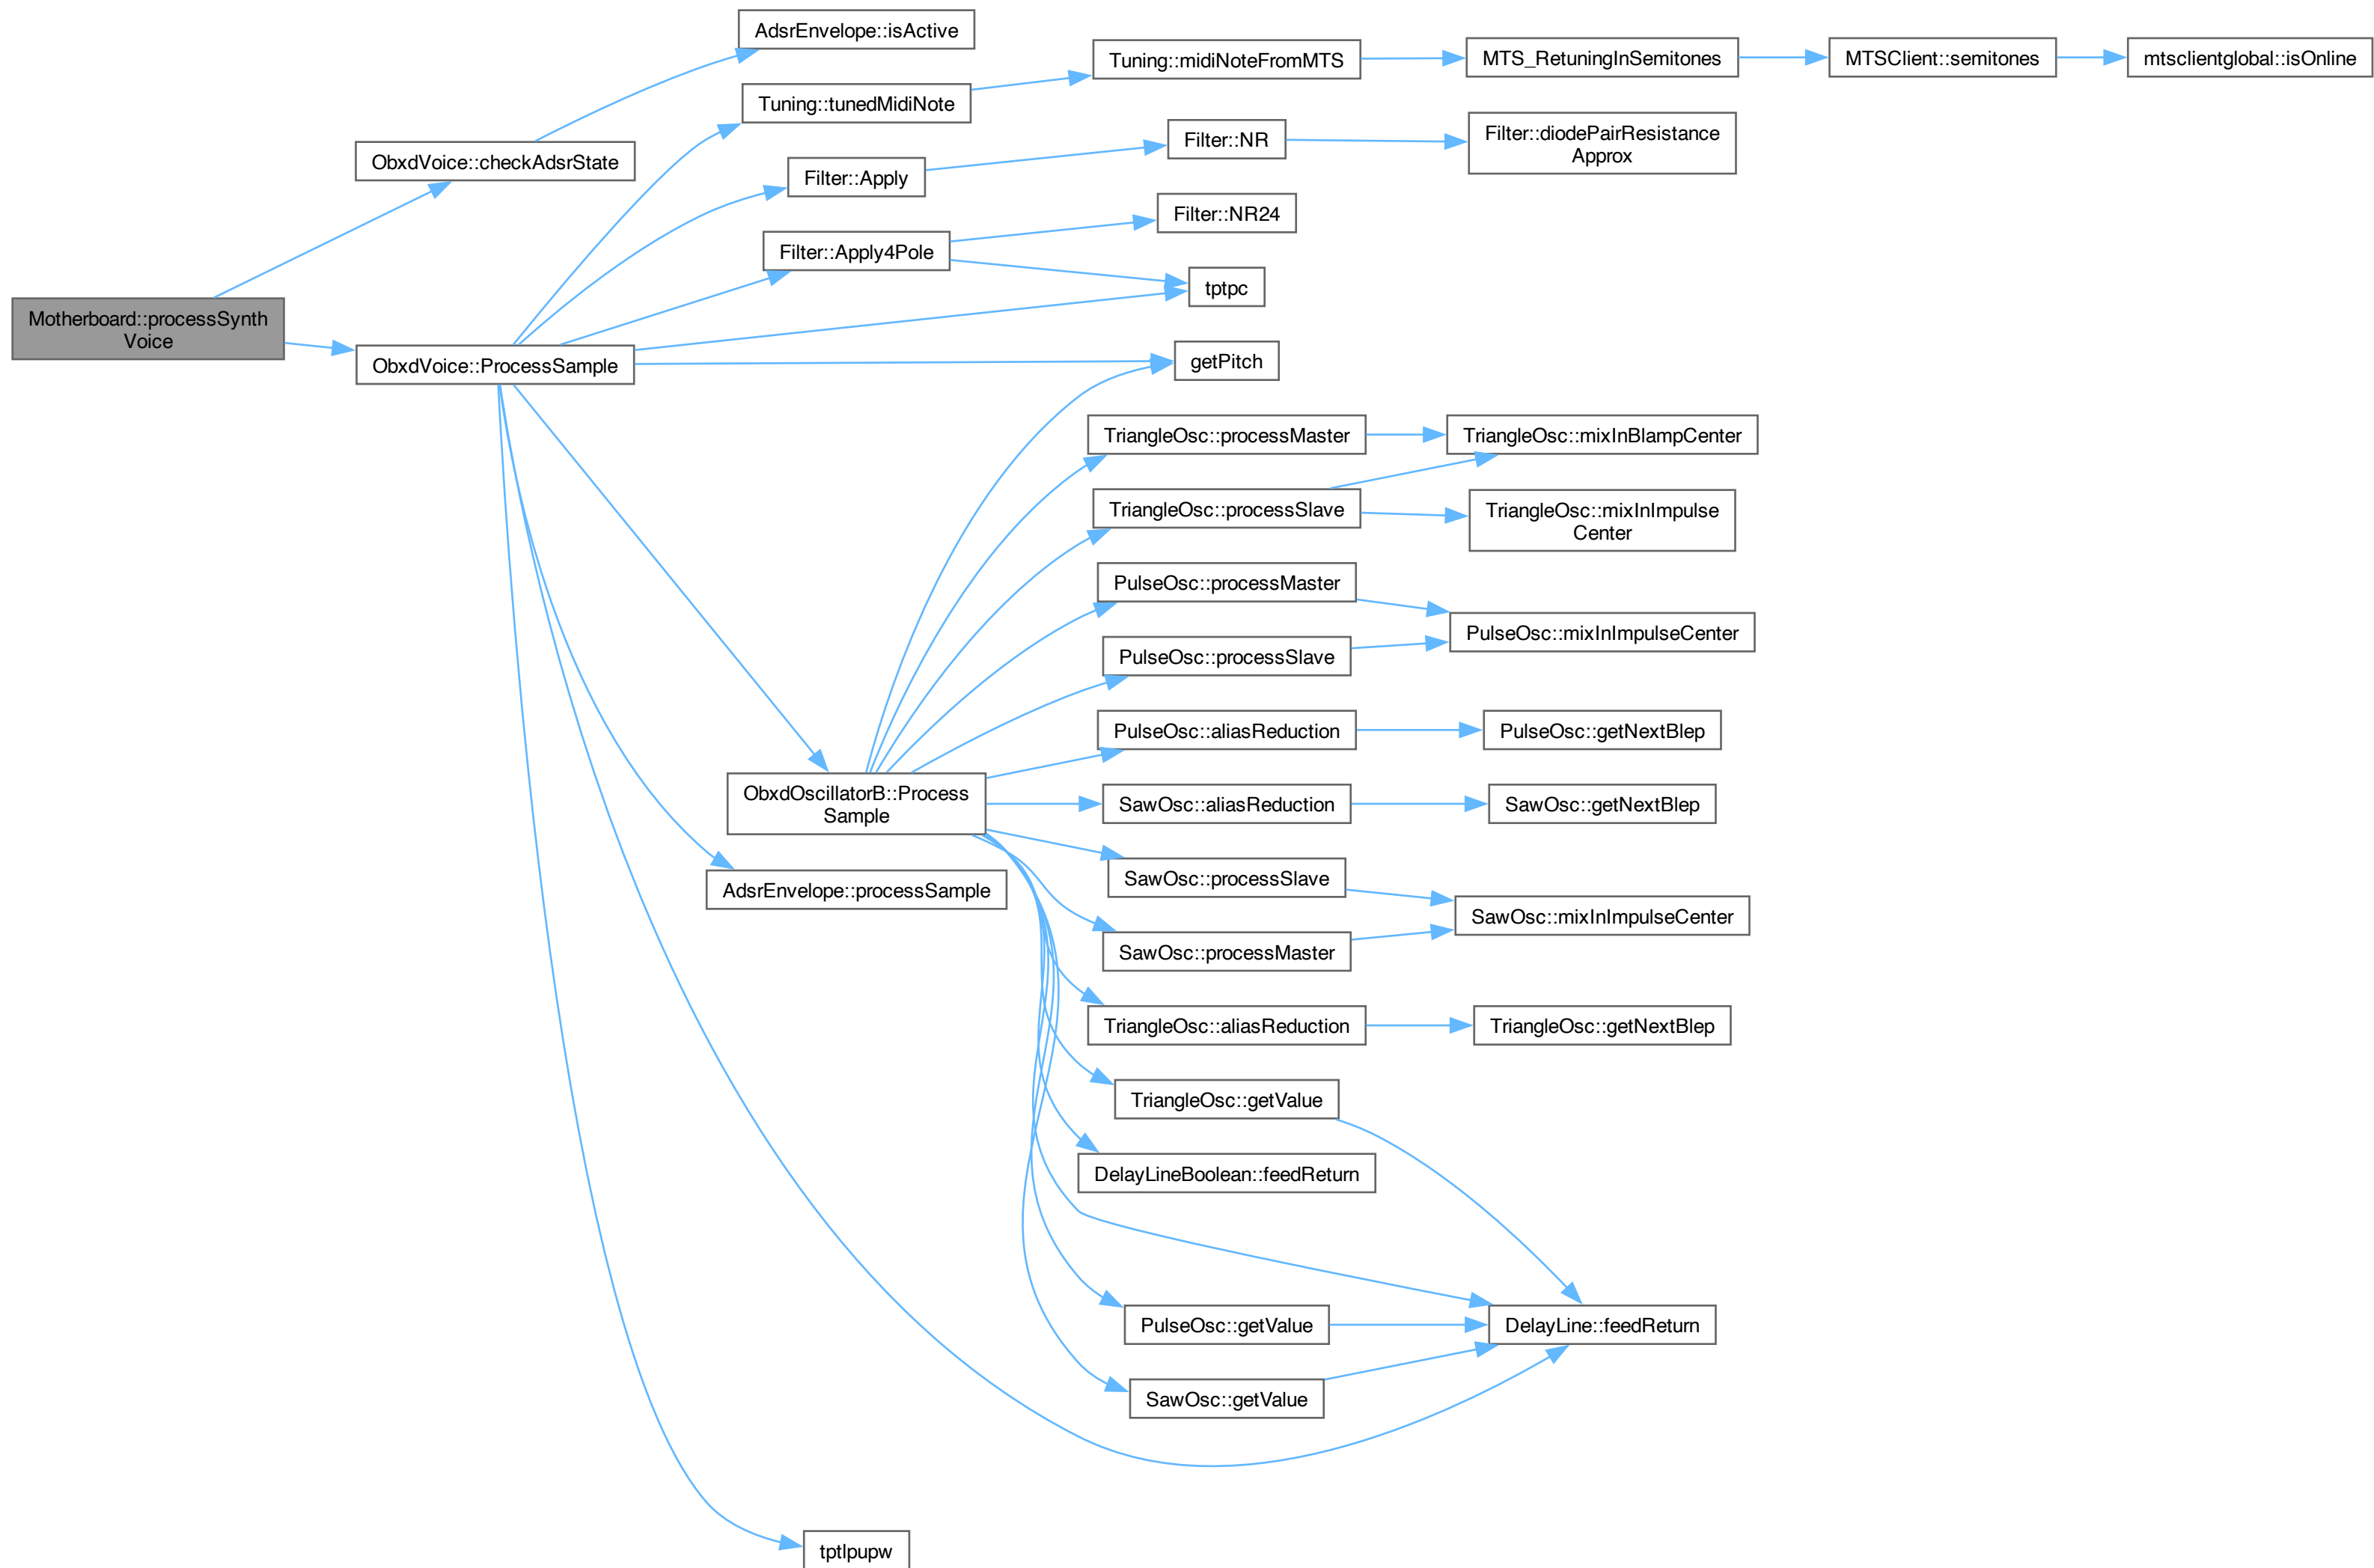 AdsrEnvelope::isActive
Tuning::midiNoteFromMTS
MTS_RetuningInSemitones
MTSClient::semitones
mtsclientglobal::isOnline
Tuning::tunedMidiNote
Filter::NR
Filter::diodePairResistance
Approx
ObxdVoice::checkAdsrState
Filter::Apply
Filter::NR24
Filter::Apply4Pole
tptpc
Motherboard::processSynth
Voice
ObxdVoice::ProcessSample
getPitch
TriangleOsc::processMaster
TriangleOsc::mixInBlampCenter
TriangleOsc::processSlave
TriangleOsc::mixInImpulse
Center
PulseOsc::processMaster
PulseOsc::mixInImpulseCenter
PulseOsc::processSlave
PulseOsc::aliasReduction
PulseOsc::getNextBlep
ObxdOscillatorB::Process
Sample
SawOsc::aliasReduction
SawOsc::getNextBlep
SawOsc::processSlave
AdsrEnvelope::processSample
SawOsc::mixInImpulseCenter
SawOsc::processMaster
TriangleOsc::aliasReduction
TriangleOsc::getNextBlep
TriangleOsc::getValue
DelayLineBoolean::feedReturn
PulseOsc::getValue
DelayLine::feedReturn
SawOsc::getValue
tptlpupw